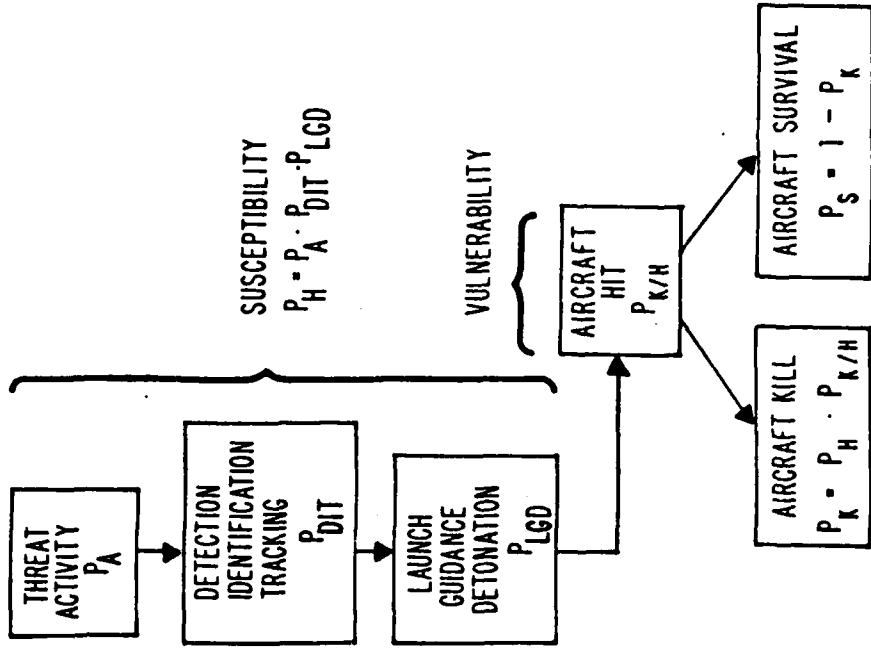 THREAT
ACTIVITY
P_A
DETECTION
IDENTIFICATION
TRACKING
P_DIT
LAUNCH
GUIDANCE
DETONATION
P_LGD
SUSCEPTIBILITY
P_H = P_A · P_DIT · P_LGD
VULNERABILITY
AIRCRAFT
HIT
P_K/H
AIRCRAFT KILL
P_K = P_H · P_K/H
AIRCRAFT SURVIVAL
P_S = 1 - P_K